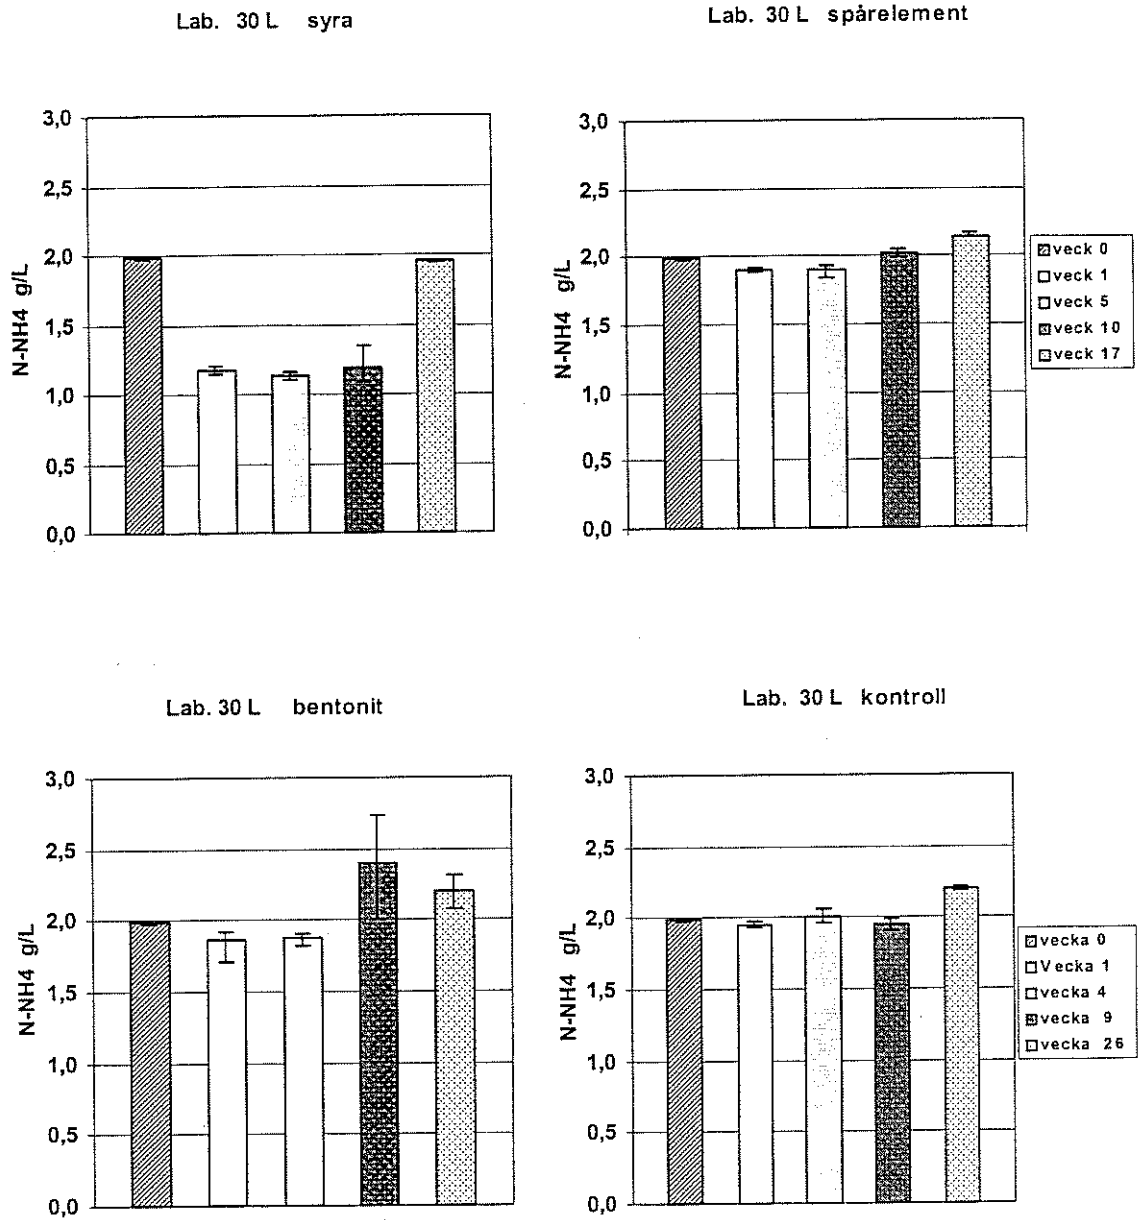 Lab. 30 L syra
3,0
2,5
2,0
1,5
1,0
0,5
0,0
N-NH4 g/L
Lab. 30 L spårelement
3,0
2,5
2,0
1,5
1,0
0,5
0,0
N-NH4 g/L
veck 0
veck 1
veck 5
veck 10
veck 17
Lab. 30 L bentonit
3,0
2,5
2,0
1,5
1,0
0,5
0,0
N-NH4 g/L
Lab. 30 L kontroll
3,0
2,5
2,0
1,5
1,0
0,5
0,0
N-NH4 g/L
vecka 0
Vecka 1
vecka 4
vecka 9
vecka 26